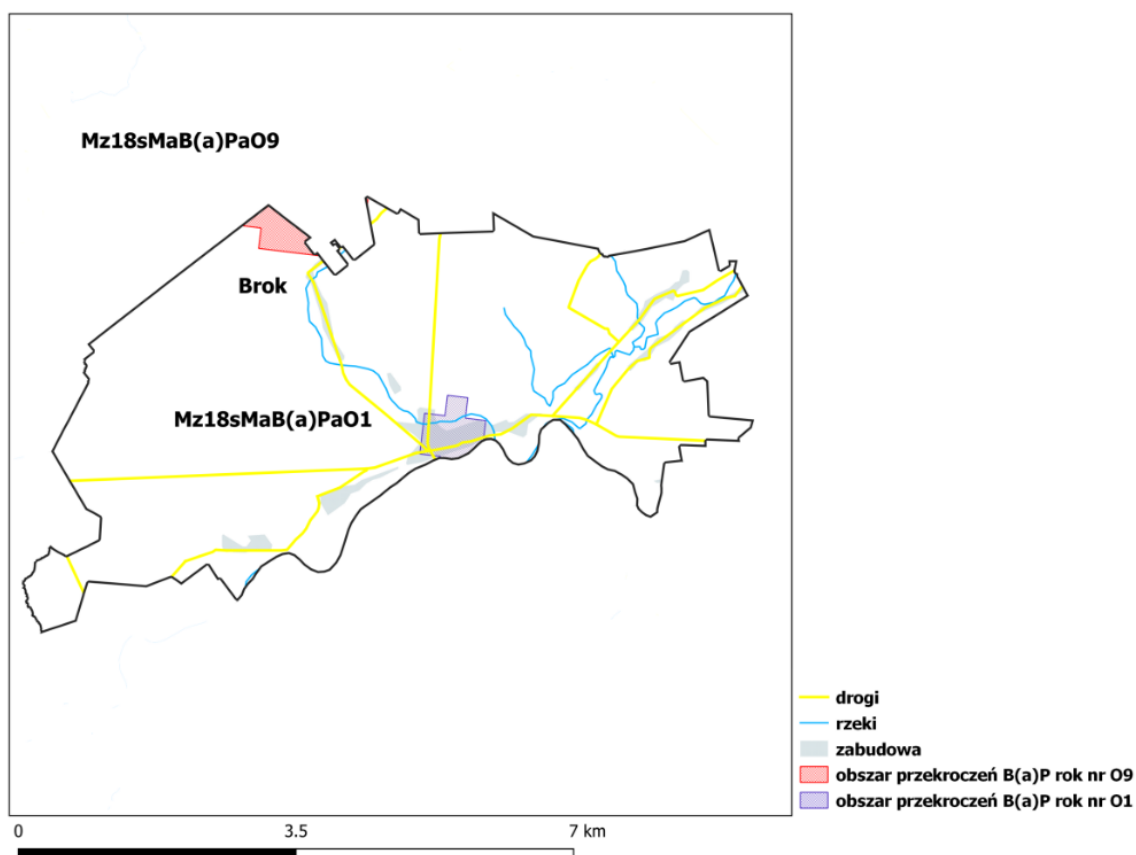 Mz18sMaB(a)PaO9
Brok
Mz18sMaB(a)PaO1
drogi
rzeki
zabudowa
obszar przekroczeń B(a)P rok nr O9
obszar przekroczeń B(a)P rok nr O1
0 3.5 7 km